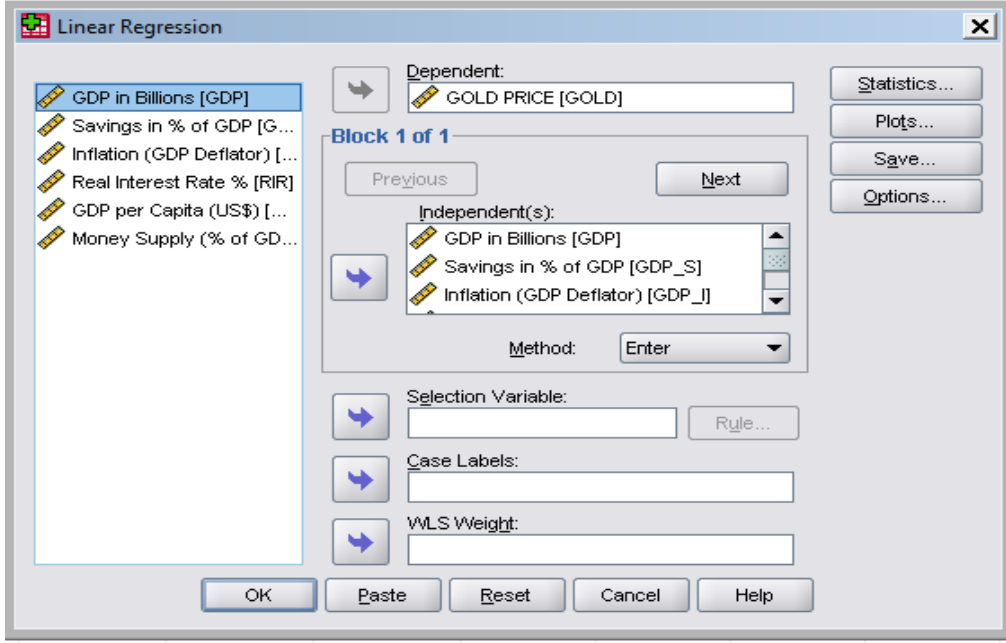 Linear Regression
GDP in Billions [GDP]
Savings in % of GDP [G...
Inflation (GDP Deflator) [...
Real Interest Rate % [RIR]
GDP per Capita (US$) [...
Money Supply (% of GD...
Dependent:
GOLD PRICE [GOLD]
Block 1 of 1
Previous
Next
Independent(s):
GDP in Billions [GDP]
Savings in % of GDP [GDP_S]
Inflation (GDP Deflator) [GDP_I]
Method:
Enter
Selection Variable:
Rule...
Case Labels:
WLS Weight:
Statistics...
Plots...
Save...
Options...
OK
Paste
Reset
Cancel
Help